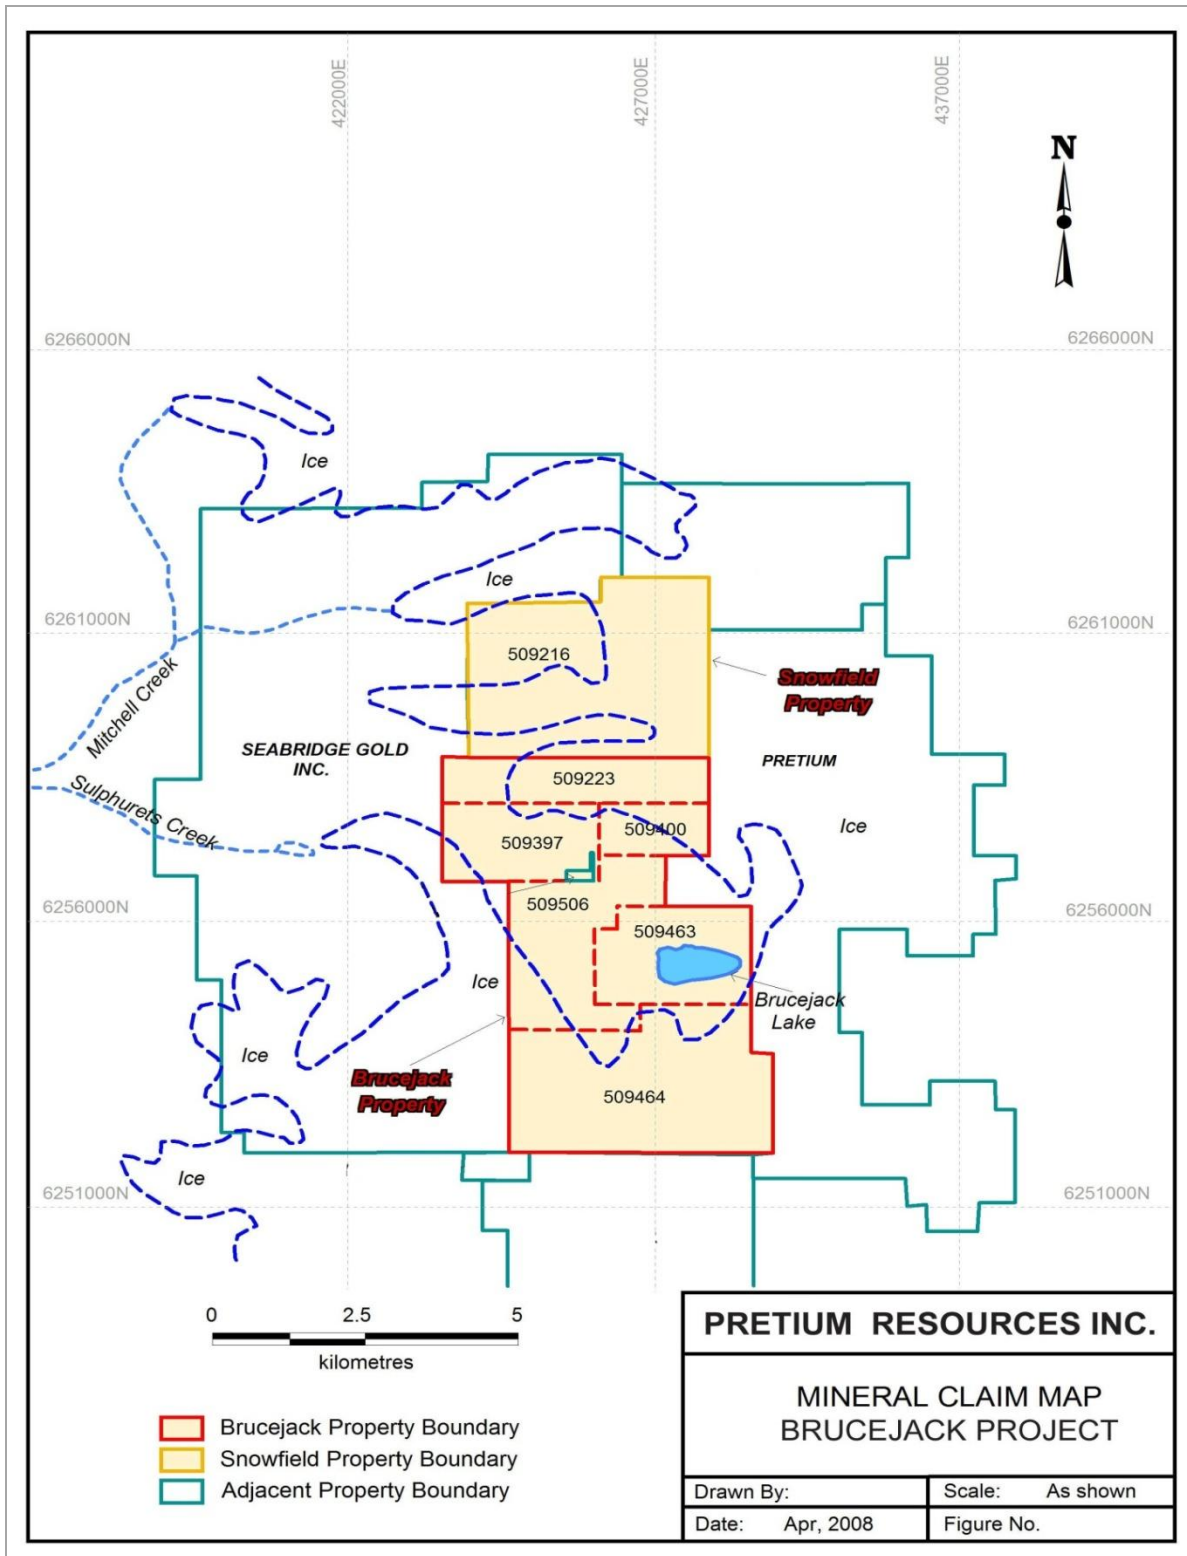 422000E
427000E
437000E
N
6266000N
6266000N
Ice
Ice
6261000N
6261000N
509216
Mitchell Creek
Snowfield
Property
SEABRIDGE GOLD
INC.
PRETIUM
509223
Sulphurets Creek
509400
Ice
509397
509506
6256000N
6256000N
509463
Ice
Brucejack
Lake
Ice
Brucejack
Property
509464
Ice
6251000N
6251000N
0 2.5 5
kilometres
Brucejack Property Boundary
Snowfield Property Boundary
Adjacent Property Boundary
PRETIUM RESOURCES INC.
MINERAL CLAIM MAP
BRUCEJACK PROJECT
Drawn By:
Scale: As shown
Date: Apr, 2008
Figure No.